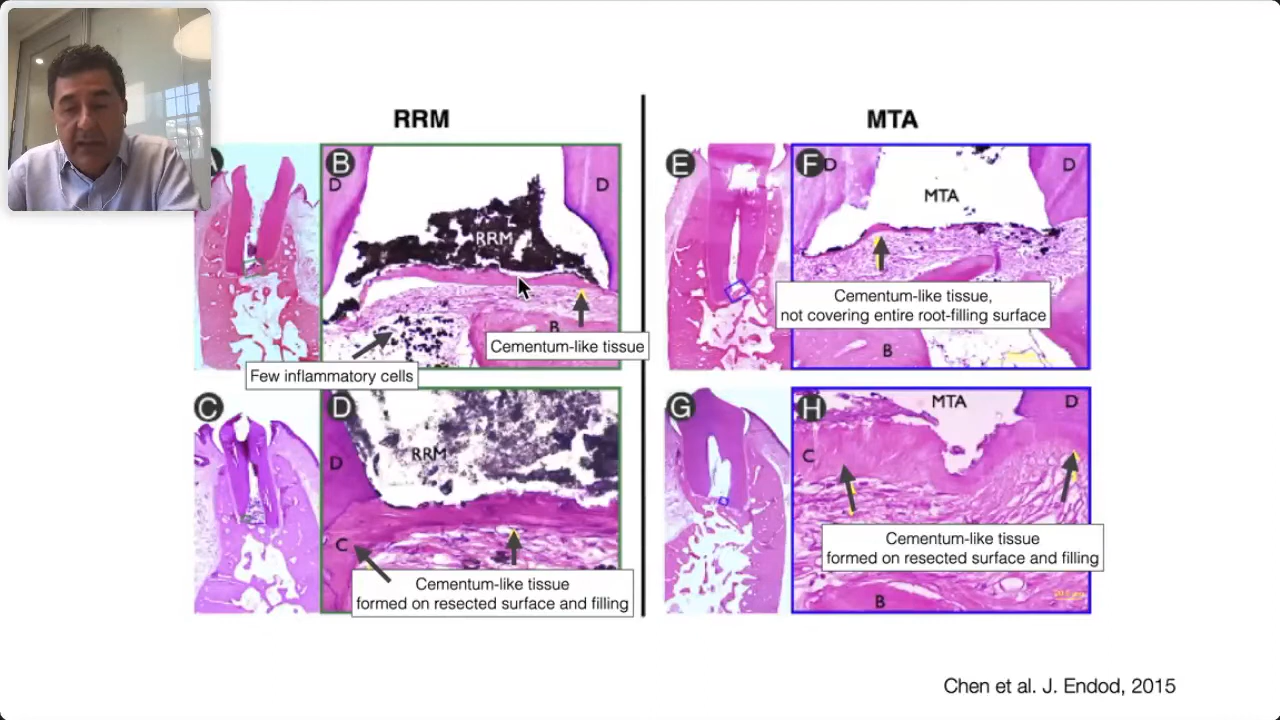 RRM
MTA
A
B
D
D
RRM
B
Cementum-like tissue
Few inflammatory cells
E
F
D
D
MTA
Cementum-like tissue,
not covering entire root-filling surface
B
C
D
RRM
D
C
Cementum-like tissue
formed on resected surface and filling
G
H
MTA
D
C
Cementum-like tissue
formed on resected surface and filling
B
Chen et al. J. Endod, 2015